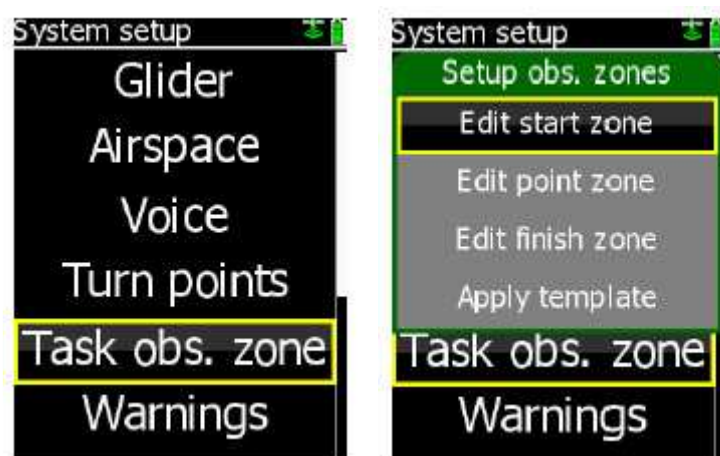 System setup
Glider
Airspace
Voice
Turn points
Task obs. zone
Warnings
System setup
Setup obs. zones
Edit start zone
Edit point zone
Edit finish zone
Apply template
Task obs. zone
Warnings